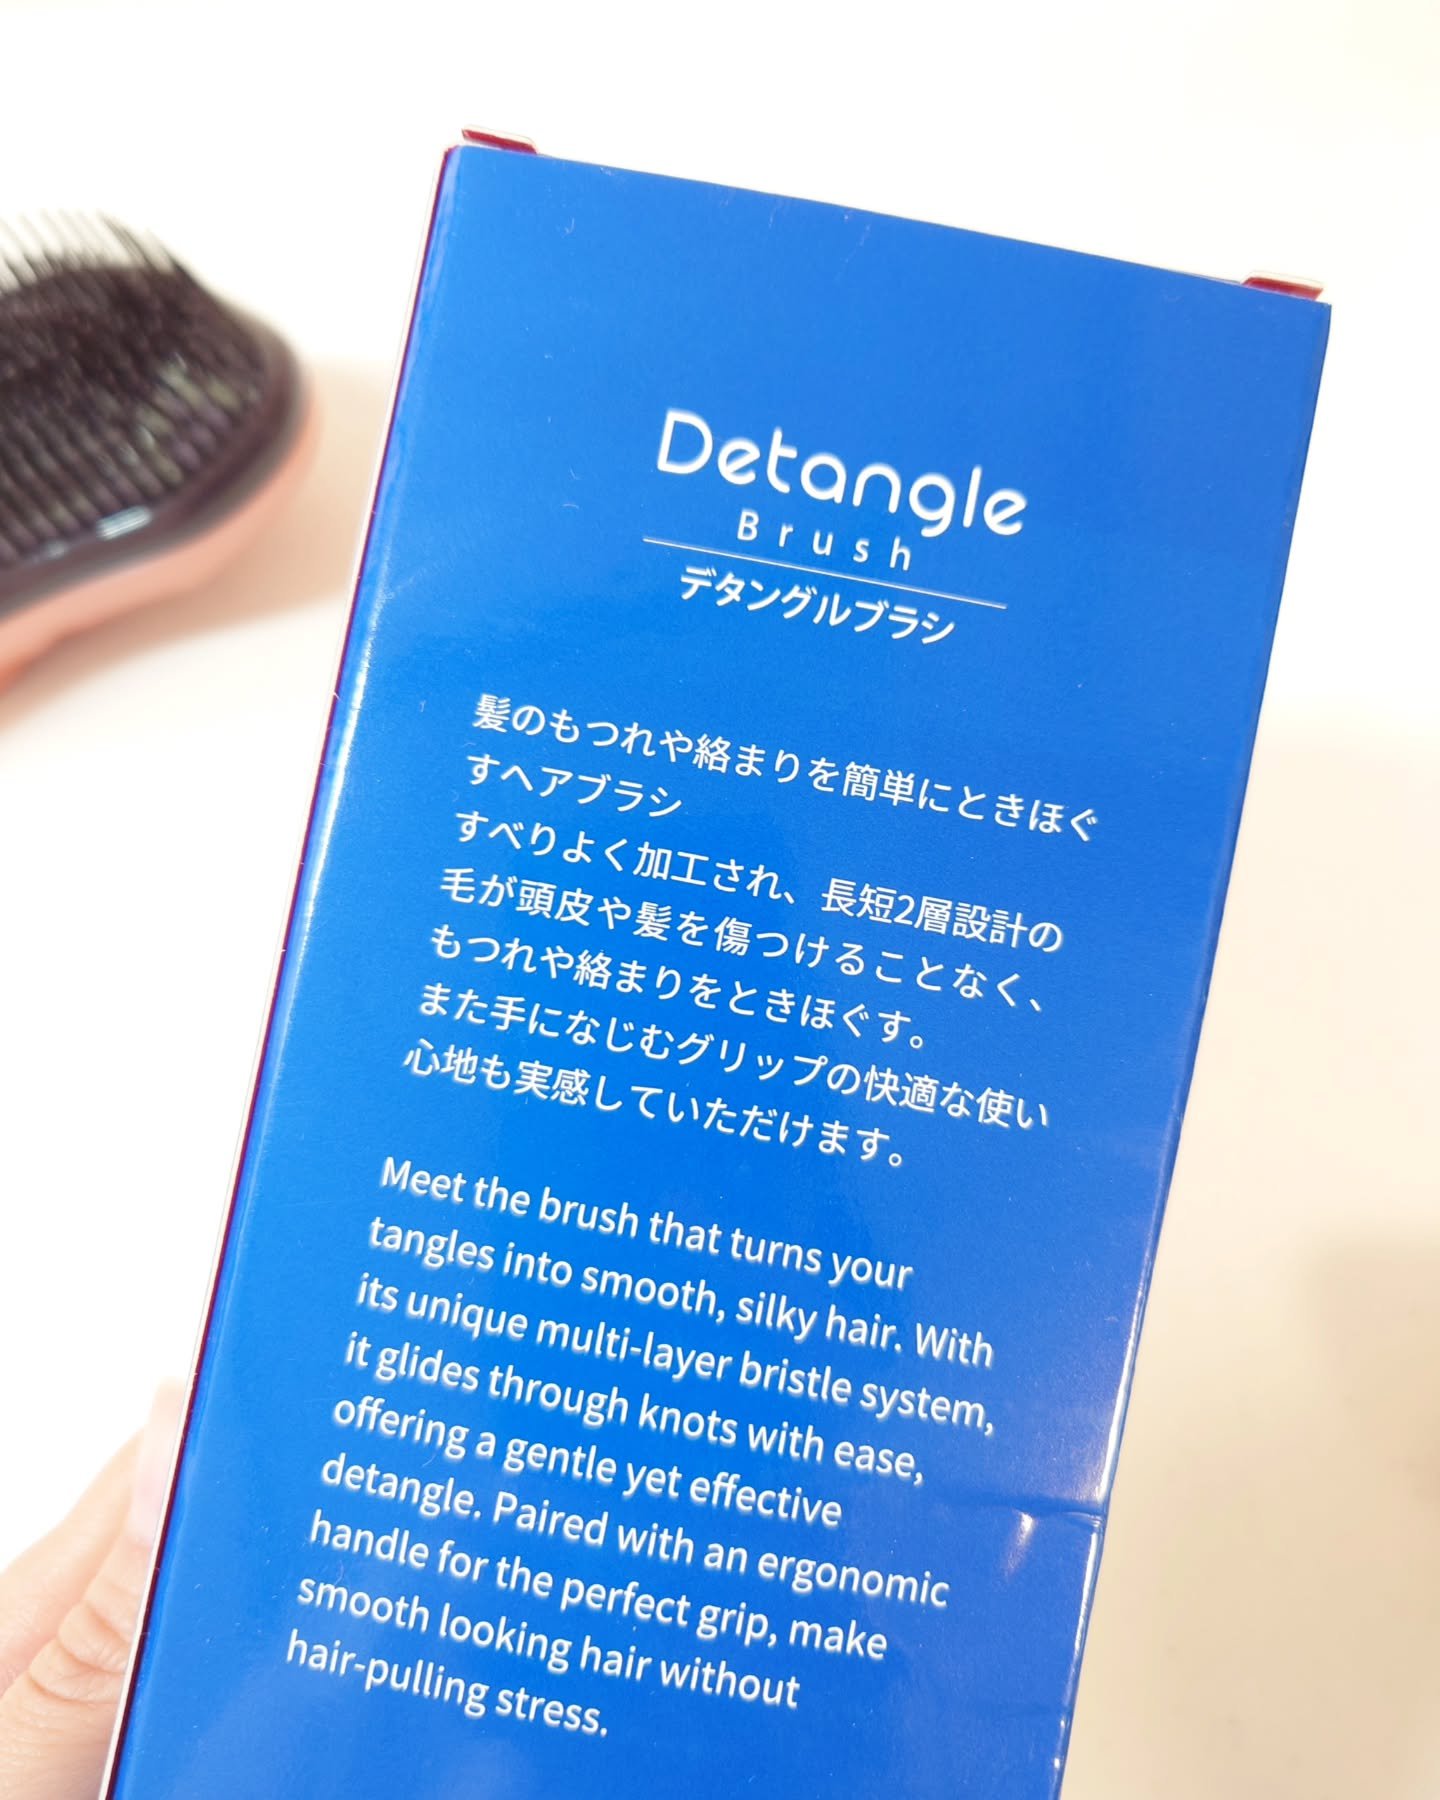 Detangle
Brush
デタングルブラシ
髪のもつれや絡まりを簡単にときほぐ
すヘアブラシ
すべりよく加工され、長短2層設計の
毛が頭皮や髪を傷つけることなく、
もつれや絡まりをときほぐす。
また手になじむグリップの快適な使い
心地も実感していただけます。
Meet the brush that turns your
tangles into smooth, silky hair. With
its unique multi-layer bristle system,
it glides through knots with ease,
offering a gentle yet effective
detangle. Paired with an ergonomic
handle for the perfect grip, make
smooth looking hair without
hair-pulling stress.